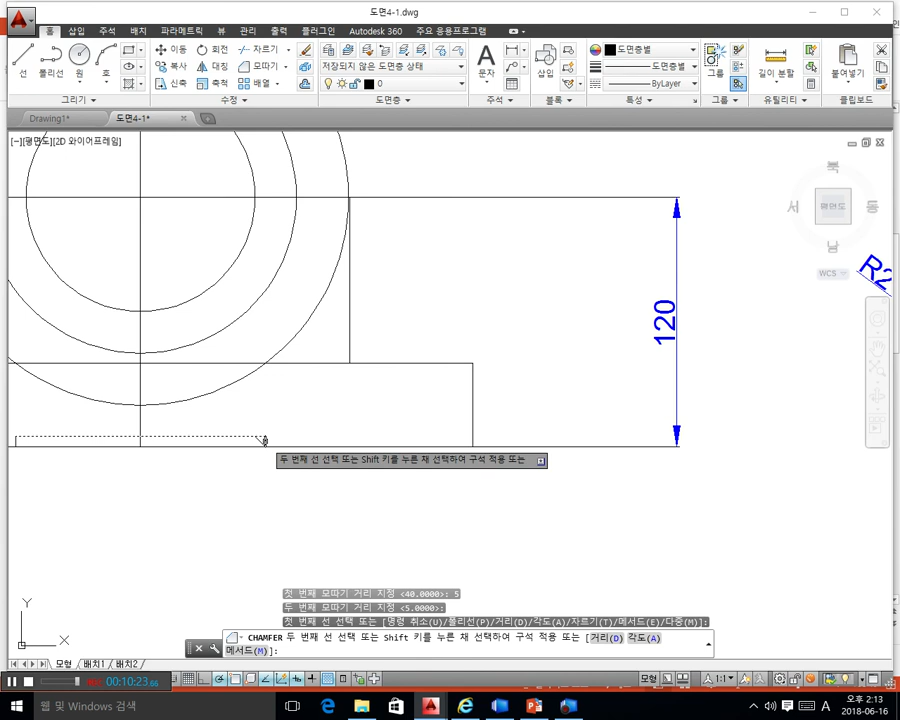 도면4-1.dwg
홈 삽입 주석 배치 파라메트릭 뷰 관리 출력 플러그인 Autodesk 360 주요 응용프로그램
선 폴리선 원 호
이동 회전 자르기
복사 대칭 모따기
신축 축척 배열
저장되지 않은 도면층 상태
0
문자
삽입
도면층별
도면층별
ByLayer
그룹
길이 분할
붙여넣기
그리기 수정 도면층 주석 블록 특성 그룹 유틸리티 클립보드
Drawing1* 도면4-1*
[−][평면도][2D 와이어프레임]
북
서 평면도 동
남
WCS
R2
120
두 번째 선 선택 또는 Shift 키를 누른 채 선택하여 구석 적용 또는
첫 번째 모따기 거리 지정 <40.0000>: 5
두 번째 모따기 거리 지정 <5.0000>:
첫 번째 선 선택 또는 [명령 취소(U)/폴리선(P)/거리(D)/각도(A)/자르기(T)/메서드(E)/다중(M)]:
CHAMFER 두 번째 선 선택 또는 Shift 키를 누른 채 선택하여 구석 적용 또는 [거리(D) 각도(A)
메서드(M)]:
Y
X
모형 배치1 배치2
00:10:23.66
모형 1:1
웹 및 Windows 검색
A 오후 2:13
2018-06-16